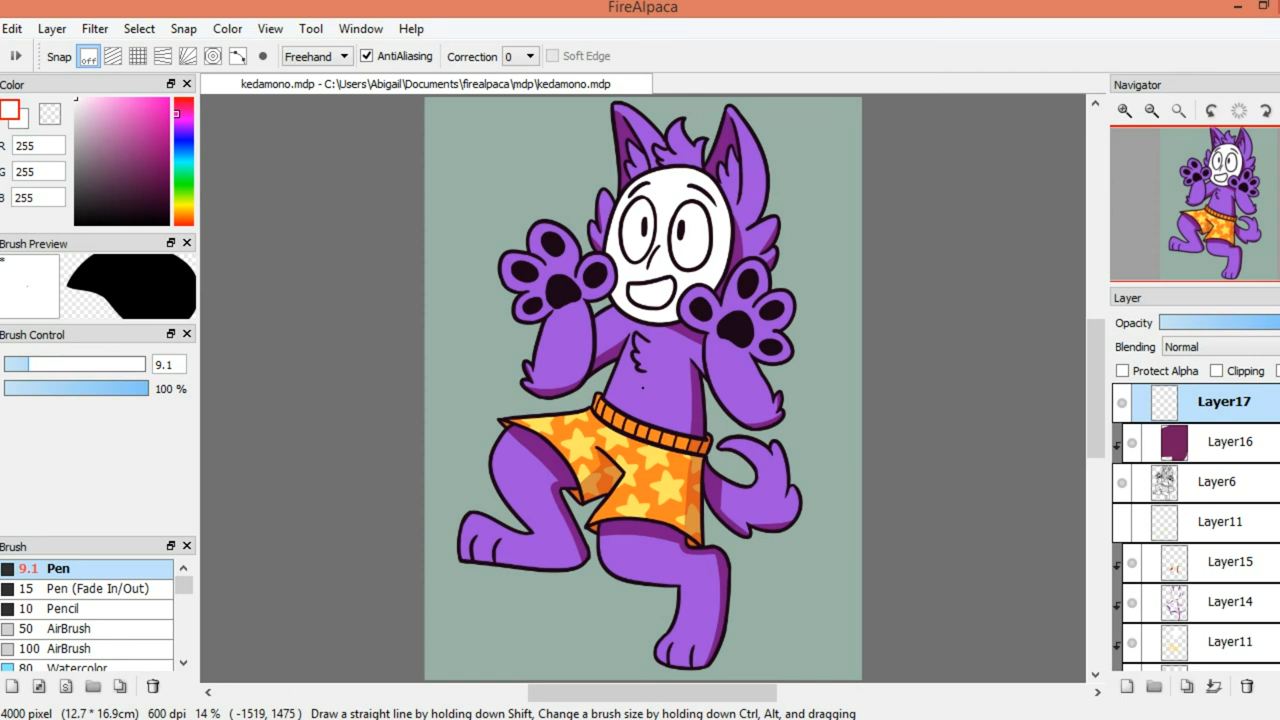 FireAlpaca
Edit Layer Filter Select Snap Color View Tool Window Help
Snap off Freehand AntiAliasing Correction 0 Soft Edge
Color
kedamono.mdp - C:\Users\Abigail\Documents\firealpaca\mdp\kedamono.mdp
Navigator
R 255
G 255
B 255
Brush Preview
*
Brush Control
9.1
100 %
Layer
Opacity
Blending Normal
Protect Alpha Clipping
Layer17
Layer16
Layer6
Layer11
Layer15
Layer14
Layer11
Brush
9.1 Pen
15 Pen (Fade In/Out)
10 Pencil
50 AirBrush
100 AirBrush
80 Watercolor
4000 pixel (12.7 * 16.9cm) 600 dpi 14 % ( -1519, 1475 ) Draw a straight line by holding down Shift, Change a brush size by holding down Ctrl, Alt, and dragging